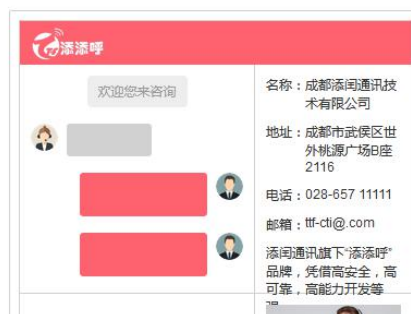 添添呼
欢迎您来咨询
名称：成都添闰通讯技
术有限公司
地址：成都市武侯区世
外桃源广场B座
2116
电话：028-657 11111
邮箱：ttf-cti@.com
添闰通讯旗下“添添呼”
品牌，凭借高安全，高
可靠，高能力开发等